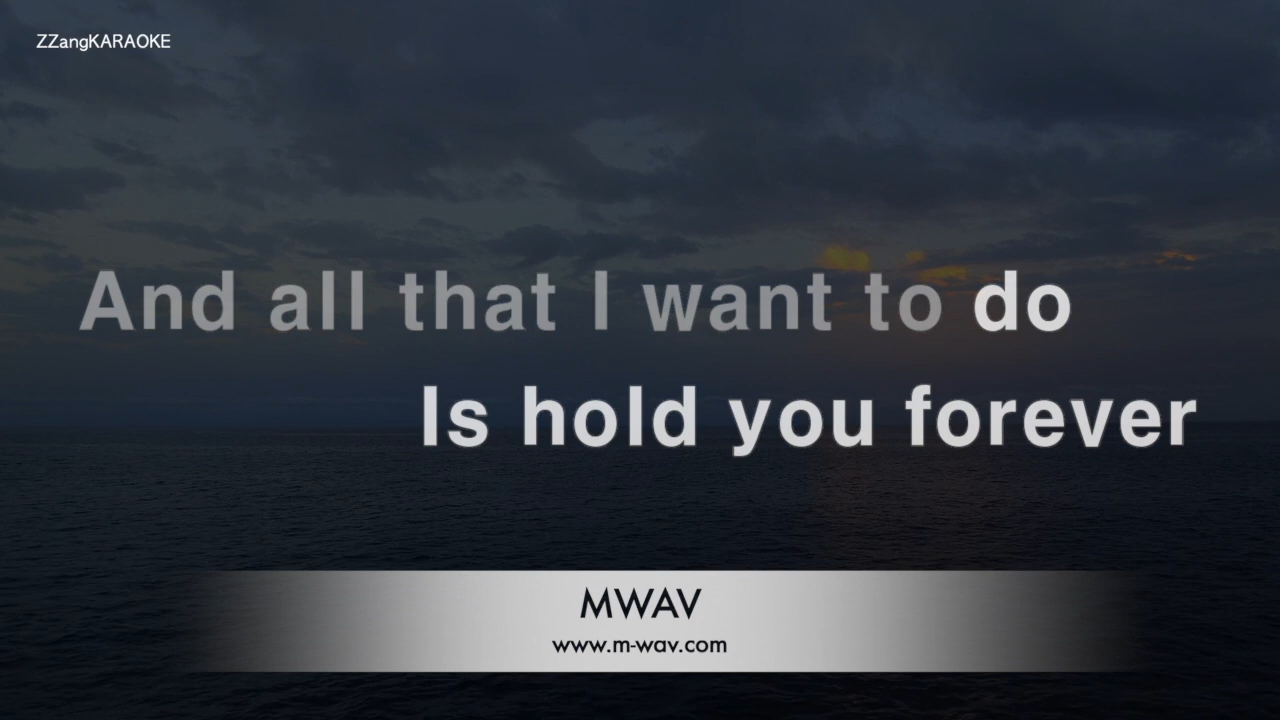 ZZangKARAOKE
And all that I want to do
Is hold you forever
MWAV
www.m-wav.com